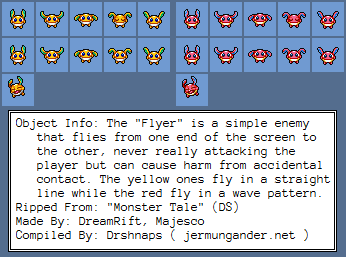 Object Info: The "Flyer" is a simple enemy
that flies from one end of the screen to
the other, never really attacking the
player but can cause harm from accidental
contact. The yellow ones fly in a straight
line while the red fly in a wave pattern.
Ripped From: "Monster Tale" (DS)
Made By: DreamRift, Majesco
Compiled By: Drshnaps ( jermungander.net )